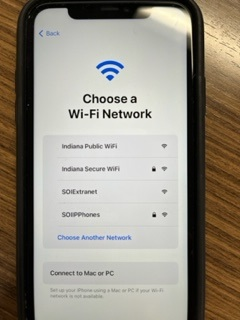 Back
Choose a
Wi-Fi Network
Indiana Public WiFi
Indiana Secure WiFi
SOIExtranet
SOIIPPhones
Choose Another Network
Connect to Mac or PC
Set up your iPhone using a Mac or PC if your Wi-Fi
network is not available.